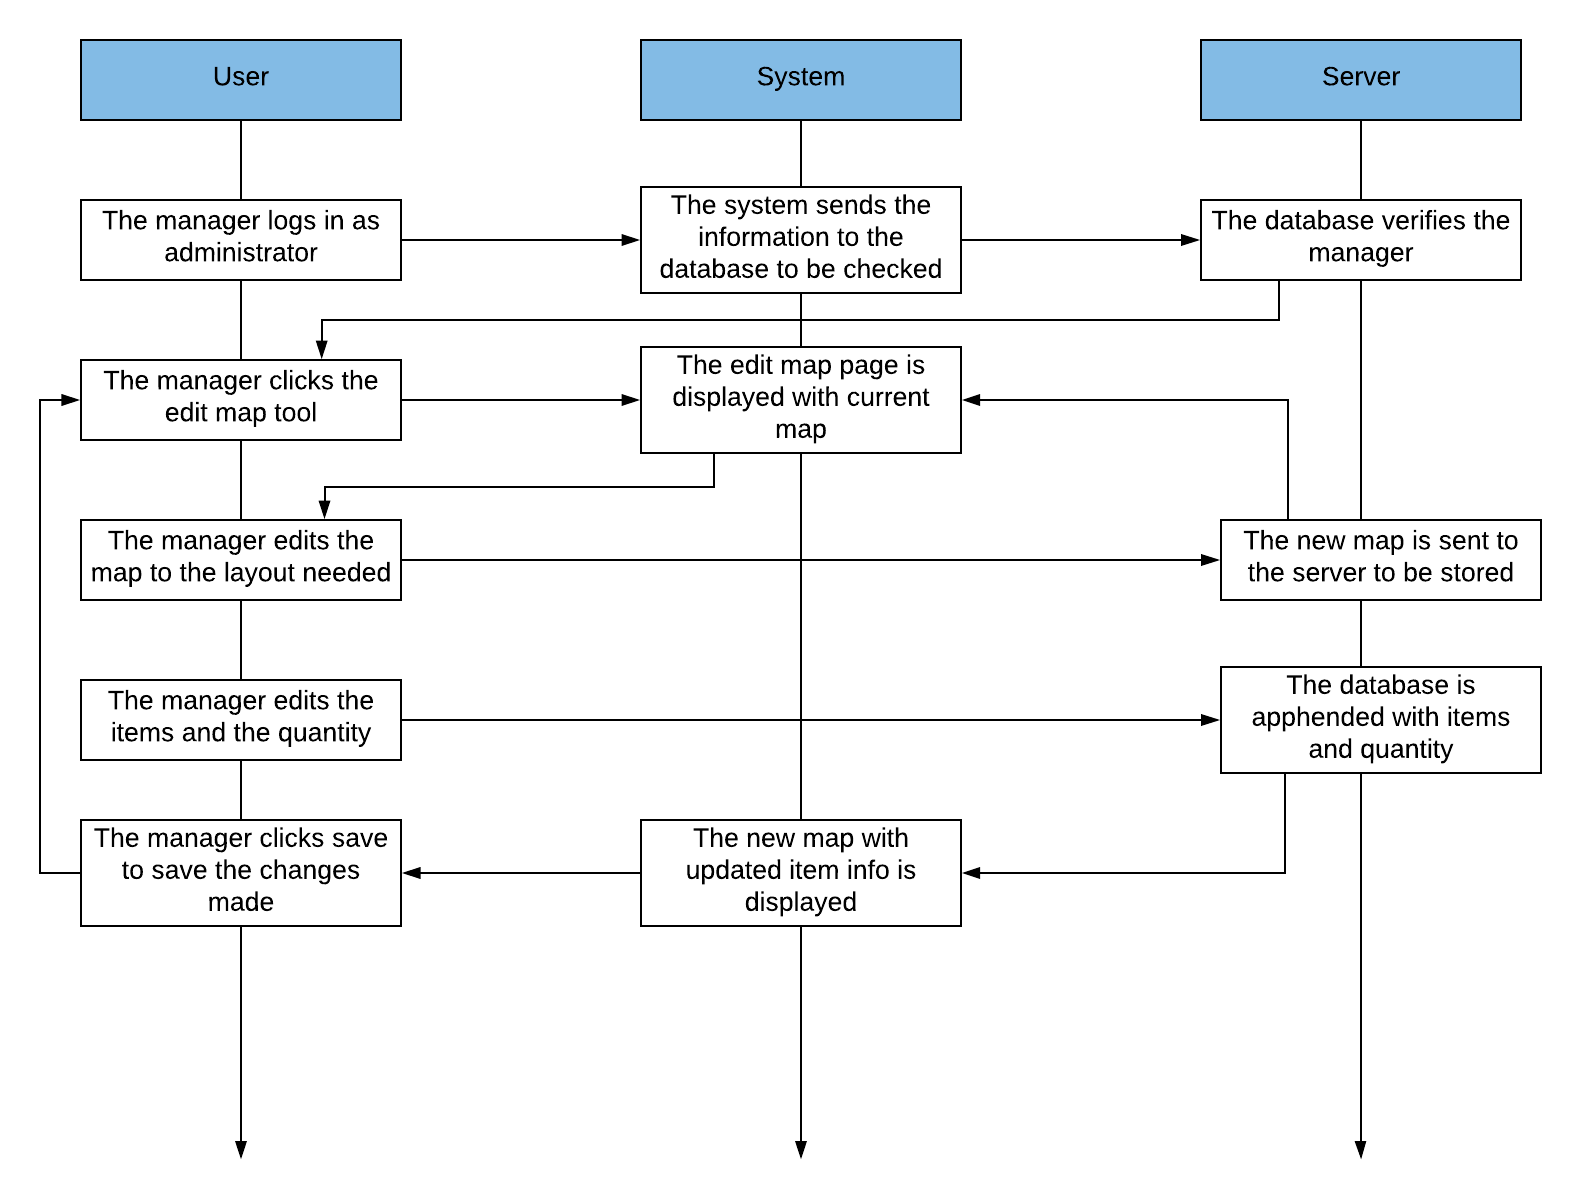 User
System
Server
The manager logs in as
administrator
The system sends the
information to the
database to be checked
The database verifies the
manager
The manager clicks the
edit map tool
The edit map page is
displayed with current
map
The manager edits the
map to the layout needed
The new map is sent to
the server to be stored
The manager edits the
items and the quantity
The database is
apphended with items
and quantity
The manager clicks save
to save the changes
made
The new map with
updated item info is
displayed